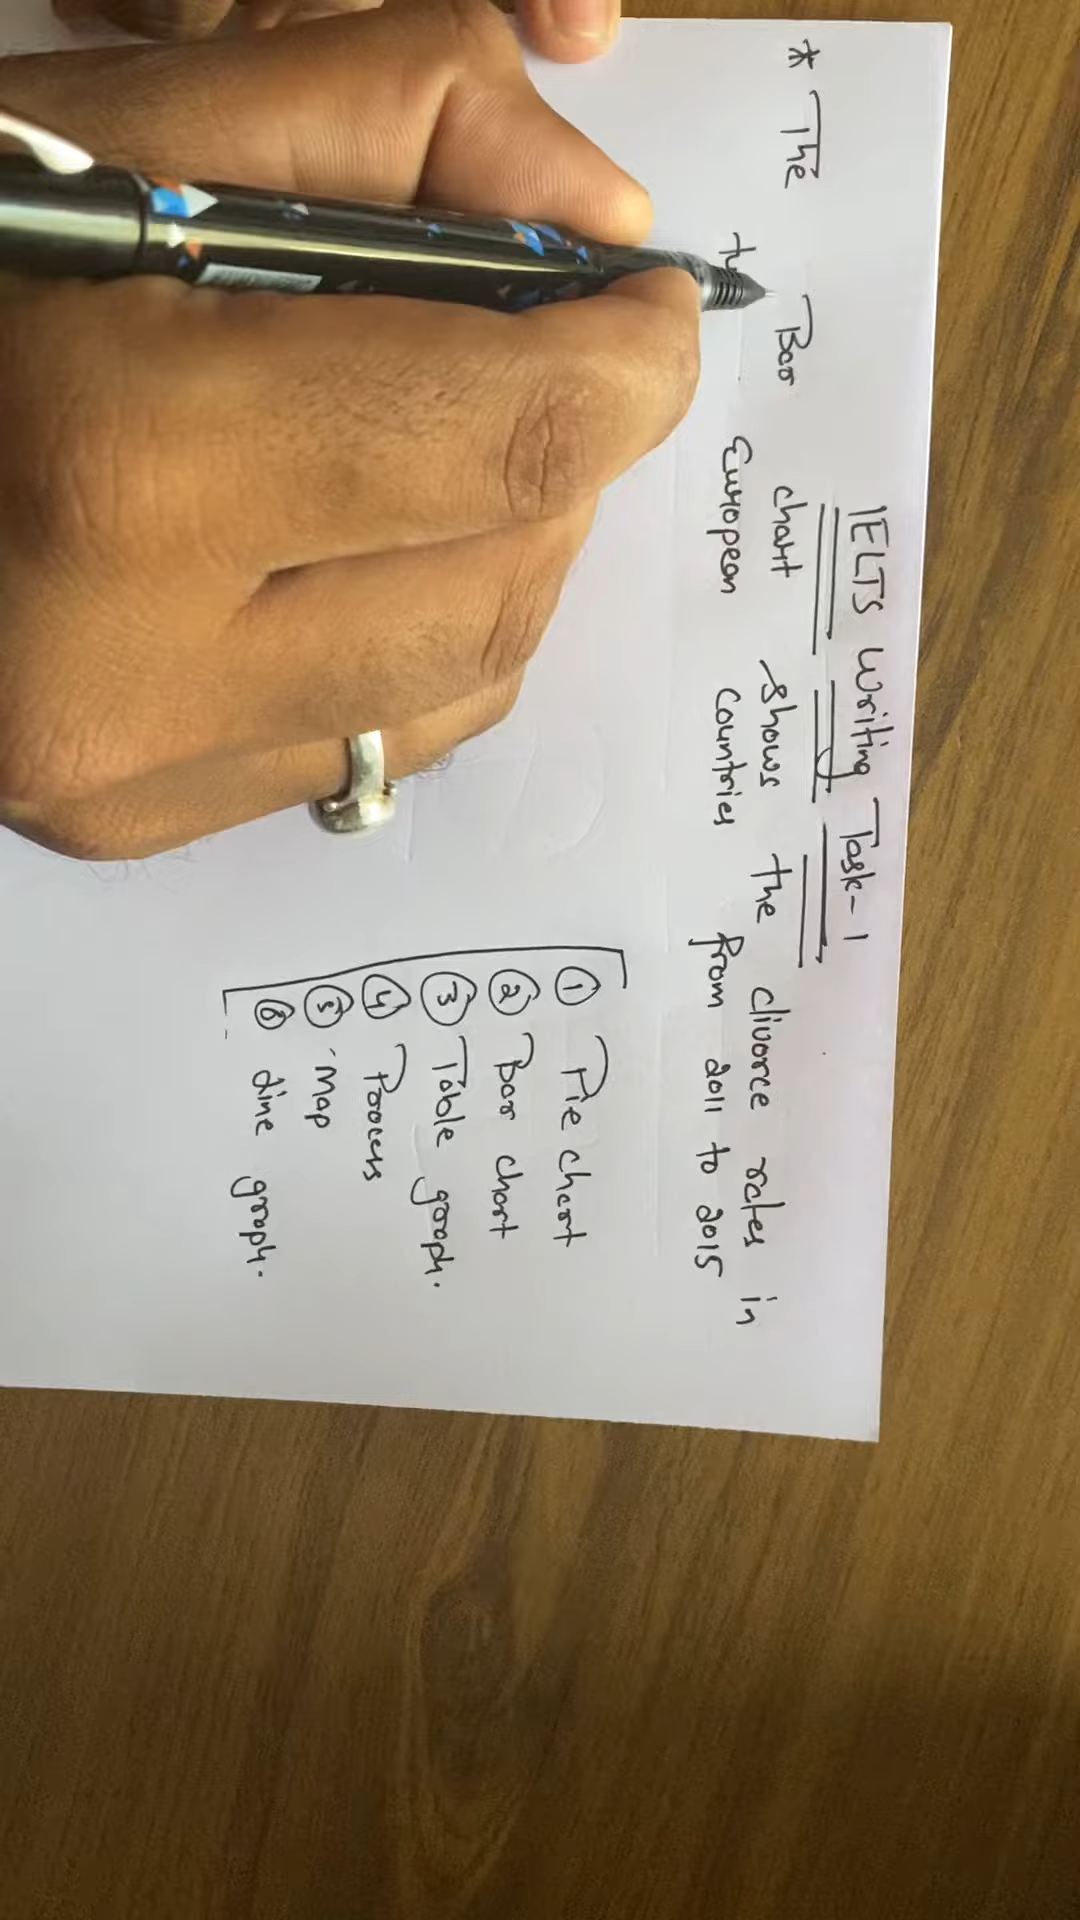 IELTS Writing Task-1
* The Bar chart shows the divorce rates in
European countries from 2011 to 2015
1 Pie chart
2 Bar chart
3 Table graph.
4 Process
5 Map
6 Line graph.